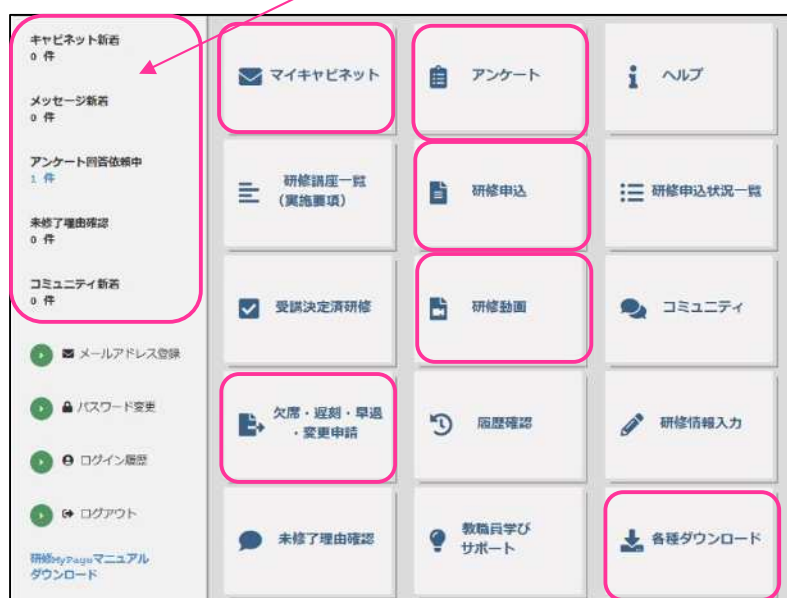 キャビネット新着
0 件
メッセージ新着
0 件
アンケート回答依頼中
1 件
未修了理由確認
0 件
コミュニティ新着
0 件
メールアドレス登録
パスワード変更
ログイン履歴
ログアウト
研修MyPageマニュアル
ダウンロード
マイキャビネット
アンケート
ヘルプ
研修講座一覧
(実施要項)
研修申込
研修申込状況一覧
受講決定済研修
研修動画
コミュニティ
欠席・遅刻・早退
・変更申請
履歴確認
研修情報入力
未修了理由確認
教職員学び
サポート
各種ダウンロード